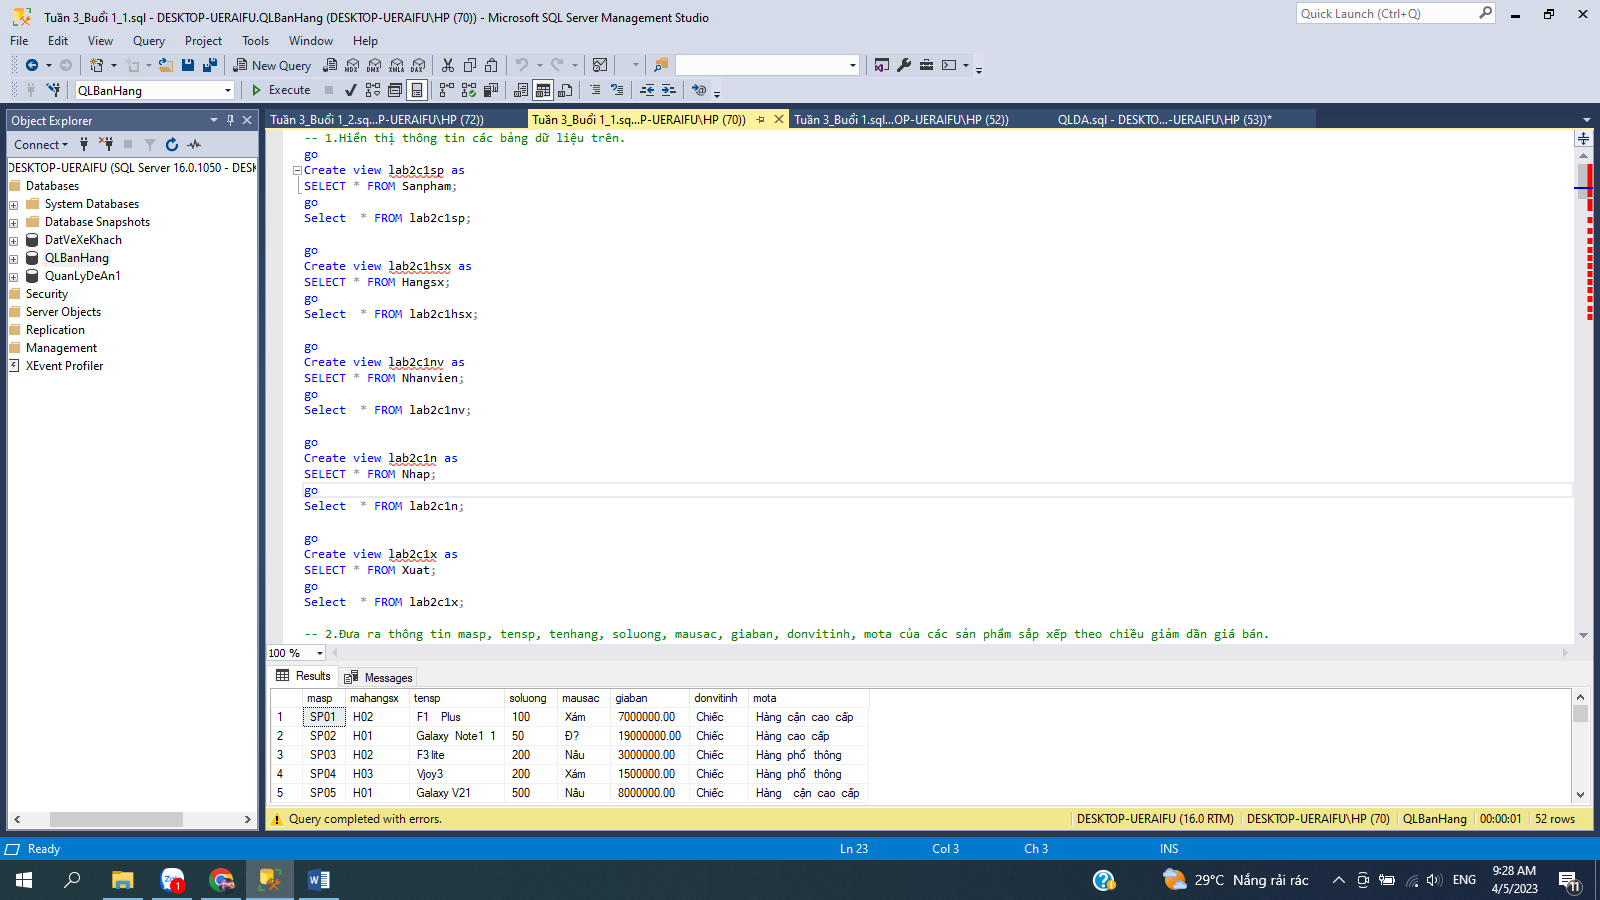 Tuần 3_Buổi 1_1.sql - DESKTOP-UERAIFU.QLBanHang (DESKTOP-UERAIFU\HP (70)) - Microsoft SQL Server Management Studio
Quick Launch (Ctrl+Q)
File Edit View Query Project Tools Window Help
New Query
MDX DMX XMLA DAX
QLBanHang
Execute
Object Explorer
Connect
DESKTOP-UERAIFU (SQL Server 16.0.1050 - DESK
Databases
System Databases
Database Snapshots
DatVeXeKhach
QLBanHang
QuanLyDeAn1
Security
Server Objects
Replication
Management
XEvent Profiler
Tuần 3_Buổi 1_2.sq...P-UERAIFU\HP (72))
Tuần 3_Buổi 1_1.sq...P-UERAIFU\HP (70))
Tuần 3_Buổi 1.sql...OP-UERAIFU\HP (52))
QLDA.sql - DESKTO...-UERAIFU\HP (53))*
-- 1.Hiển thị thông tin các bảng dữ liệu trên.
go
Create view lab2c1sp as
SELECT * FROM Sanpham;
go
Select  * FROM lab2c1sp;
go
Create view lab2c1hsx as
SELECT * FROM Hangsx;
go
Select  * FROM lab2c1hsx;
go
Create view lab2c1nv as
SELECT * FROM Nhanvien;
go
Select  * FROM lab2c1nv;
go
Create view lab2c1n as
SELECT * FROM Nhap;
go
Select  * FROM lab2c1n;
go
Create view lab2c1x as
SELECT * FROM Xuat;
go
Select  * FROM lab2c1x;
-- 2.Đưa ra thông tin masp, tensp, tenhang, soluong, mausac, giaban, donvitinh, mota của các sản phẩm sắp xếp theo chiều giảm dần giá bán.
100 %
Results Messages
masp mahangsx tensp soluong mausac giaban donvitinh mota
1 SP01 H02 F1 Plus 100 Xám 7000000.00 Chiếc Hàng cận cao cấp
2 SP02 H01 Galaxy Note1 1 50 Đ? 19000000.00 Chiếc Hàng cao cấp
3 SP03 H02 F3 lite 200 Nâu 3000000.00 Chiếc Hàng phổ thông
4 SP04 H03 Vjoy3 200 Xám 1500000.00 Chiếc Hàng phổ thông
5 SP05 H01 Galaxy V21 500 Nâu 8000000.00 Chiếc Hàng cận cao cấp
Query completed with errors.
DESKTOP-UERAIFU (16.0 RTM) DESKTOP-UERAIFU\HP (70) QLBanHang 00:00:01 52 rows
Ready Ln 23 Col 3 Ch 3 INS
Zalo 1
29°C Nắng rải rác ENG
9:28 AM
4/5/2023
11